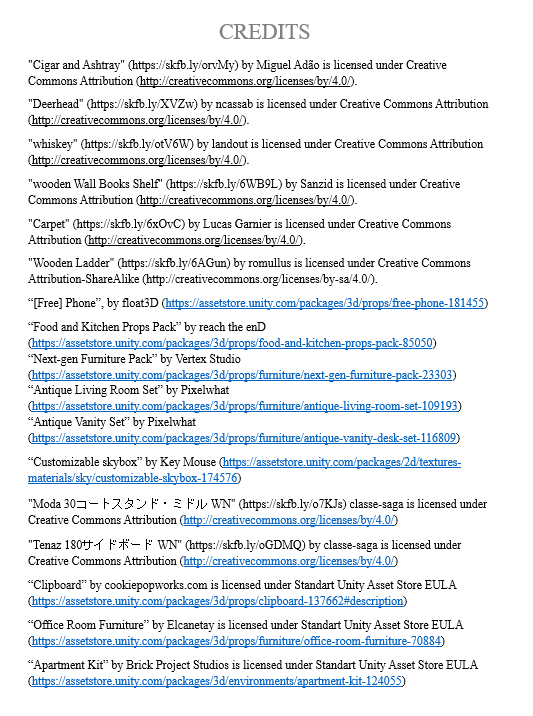 CREDITS
"Cigar and Ashtray" (https://skfb.ly/orvMy) by Miguel Adão is licensed under Creative
Commons Attribution (http://creativecommons.org/licenses/by/4.0/).
"Deerhead" (https://skfb.ly/XVZw) by ncassab is licensed under Creative Commons Attribution
(http://creativecommons.org/licenses/by/4.0/).
"whiskey" (https://skfb.ly/otV6W) by landout is licensed under Creative Commons Attribution
(http://creativecommons.org/licenses/by/4.0/).
"wooden Wall Books Shelf" (https://skfb.ly/6WB9L) by Sanzid is licensed under Creative
Commons Attribution (http://creativecommons.org/licenses/by/4.0/).
"Carpet" (https://skfb.ly/6xOvC) by Lucas Garnier is licensed under Creative Commons
Attribution (http://creativecommons.org/licenses/by/4.0/).
"Wooden Ladder" (https://skfb.ly/6AGun) by romullus is licensed under Creative Commons
Attribution-ShareAlike (http://creativecommons.org/licenses/by-sa/4.0/).
“[Free] Phone”, by float3D (https://assetstore.unity.com/packages/3d/props/free-phone-181455)
“Food and Kitchen Props Pack” by reach the enD
(https://assetstore.unity.com/packages/3d/props/food-and-kitchen-props-pack-85050)
“Next-gen Furniture Pack” by Vertex Studio
(https://assetstore.unity.com/packages/3d/props/furniture/next-gen-furniture-pack-23303)
“Antique Living Room Set” by Pixelwhat
(https://assetstore.unity.com/packages/3d/props/furniture/antique-living-room-set-109193)
“Antique Vanity Set” by Pixelwhat
(https://assetstore.unity.com/packages/3d/props/furniture/antique-vanity-desk-set-116809)
“Customizable skybox” by Key Mouse (https://assetstore.unity.com/packages/2d/textures-
materials/sky/customizable-skybox-174576)
"Moda 30コートスタンド・ミドル WN" (https://skfb.ly/o7KJs) classe-saga is licensed under
Creative Commons Attribution (http://creativecommons.org/licenses/by/4.0/)
"Tenaz 180サイドボード WN" (https://skfb.ly/oGDMQ) by classe-saga is licensed under
Creative Commons Attribution (http://creativecommons.org/licenses/by/4.0/)
“Clipboard” by cookiepopworks.com is licensed under Standart Unity Asset Store EULA
(https://assetstore.unity.com/packages/3d/props/clipboard-137662#description)
“Office Room Furniture” by Elcanetay is licensed under Standart Unity Asset Store EULA
(https://assetstore.unity.com/packages/3d/props/furniture/office-room-furniture-70884)
“Apartment Kit” by Brick Project Studios is licensed under Standart Unity Asset Store EULA
(https://assetstore.unity.com/packages/3d/environments/apartment-kit-124055)